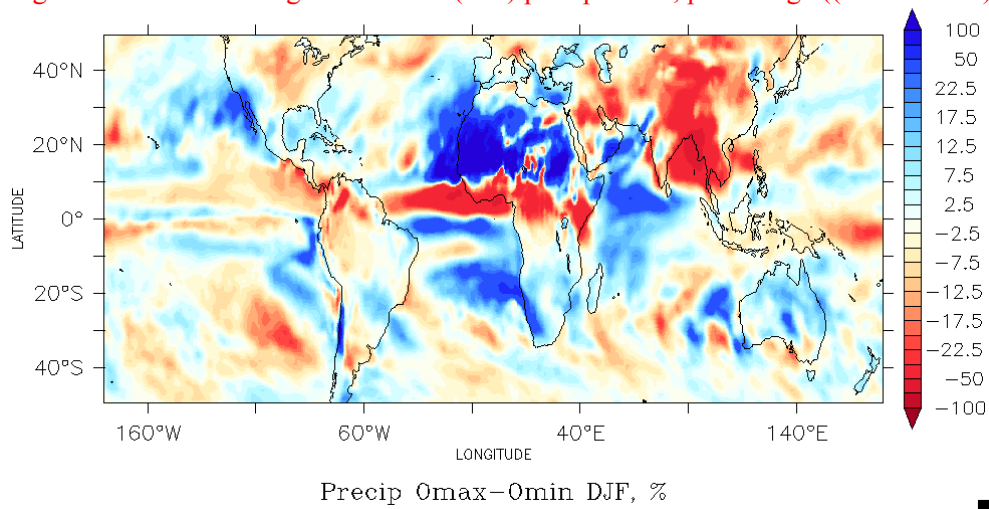 100
50
22.5
17.5
12.5
7.5
2.5
−2.5
−7.5
−12.5
−17.5
−22.5
−50
−100
40°N
20°N
0°
20°S
40°S
LATITUDE
160°W 60°W 40°E 140°E
LONGITUDE
Precip Omax−Omin DJF, %